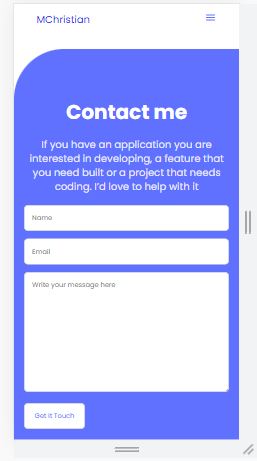 MChristian
Contact me
If you have an application you are
interested in developing, a feature that
you need built or a project that needs
coding. I'd love to help with it
Name
Email
Write your message here
Get It Touch